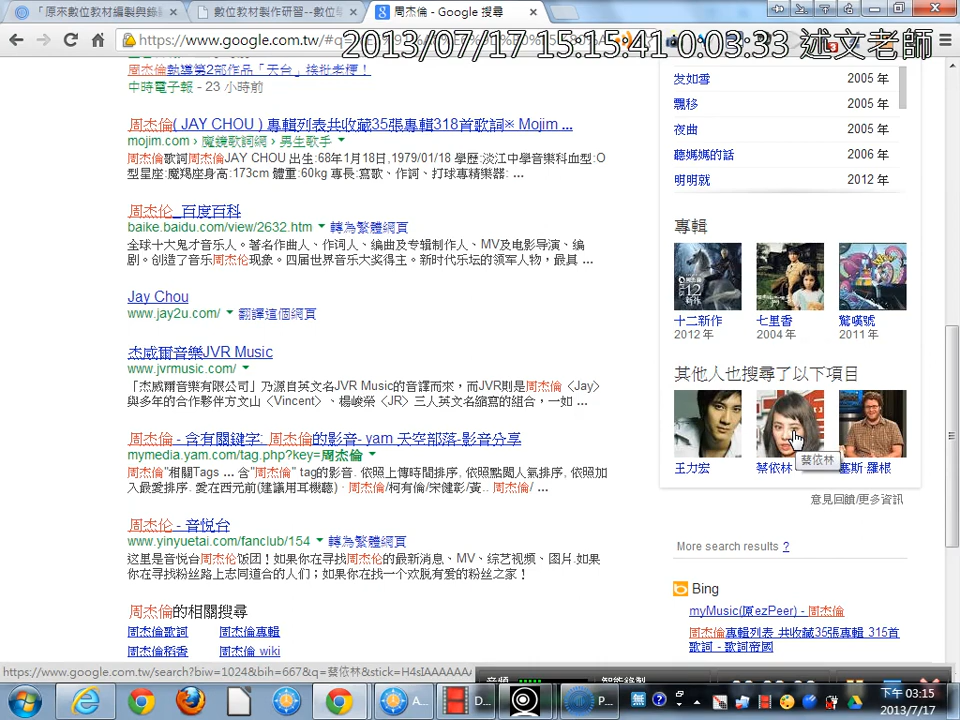 「原來數位教材編製與錄
數位教材製作研習--數位
周杰倫 - Google 搜尋
https://www.google.com.tw/#q
2013/07/17 15:15:41 0:03:33 述文老師
周杰倫執導第2部作品「天台」挨批老梗！
中時電子報 - 23 小時前
周杰倫( JAY CHOU ) 專輯列表共收藏35張專輯318首歌詞※ Mojim ...
mojim.com › 魔鏡歌詞網 › 男生歌手
周杰倫歌詞周杰倫JAY CHOU 出生:68年1月18日,1979/01/18 學歷:淡江中學音樂科血型:O
型星座:魔羯座身高:173cm 體重:60kg 專長:寫歌、作詞、打球專精樂器: ...
周杰伦_百度百科
baike.baidu.com/view/2632.htm 轉為繁體網頁
全球十大鬼才音乐人。著名作曲人、作词人、编曲及专辑制作人、MV及电影导演、编
剧。创造了音乐周杰伦现象。四届世界音乐大奖得主。新时代乐坛的领军人物，最具 ...
Jay Chou
www.jay2u.com/ 翻譯這個網頁
杰威爾音樂JVR Music
www.jvrmusic.com/
「杰威爾音樂有限公司」乃源自英文名JVR Music的音譯而來，而JVR則是周杰倫〈Jay〉
與多年的合作夥伴方文山〈Vincent〉、楊峻榮〈JR〉三人英文名縮寫的組合，一如 ...
周杰倫 - 含有關鍵字: 周杰倫的影音- yam 天空部落-影音分享
mymedia.yam.com/tag.php?key=周杰倫
周杰倫"相關Tags ... 含"周杰倫" tag的影音. 依照上傳時間排序, 依照點閱人氣排序. 依照加
入最愛排序. 愛在西元前(建議用耳機聽) · 周杰倫/柯有倫/宋健彰/黃.. 周杰倫/ ...
周杰伦 - 音悦台
www.yinyuetai.com/fanclub/154 轉為繁體網頁
这里是音悦台周杰伦饭团！如果你在寻找周杰伦的最新消息、MV、综艺视频、图片.如果
你在寻找粉丝路上志同道合的人们；如果你在找一个欢脱有爱的粉丝之家！
周杰倫的相關搜尋
周杰倫歌詞 周杰倫專輯
周杰倫稻香 周杰倫 wiki
发如雪 2005 年
飄移 2005 年
夜曲 2005 年
聽媽媽的話 2006 年
明明就 2012 年
專輯
十二新作 七里香 驚嘆號
2012 年 2004 年 2011 年
其他人也搜尋了以下項目
王力宏 蔡依林 塞斯·羅根
蔡依林
意見回饋/更多資訊
More search results ?
Bing
myMusic(原ezPeer) - 周杰倫
周杰倫專輯列表 共收藏35張專輯 315首
歌詞 - 歌詞帝國
https://www.google.com.tw/search?biw=1024&bih=667&q=蔡依林&stick=H4sIAAAAAA
A...
D...
P...
下午 03:15
2013/7/17